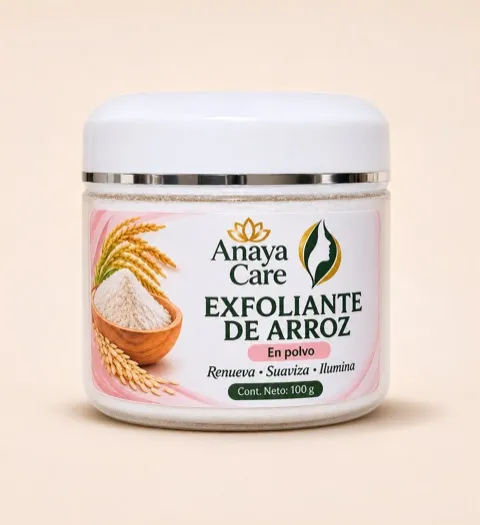 Anaya
Care
EXFOLIANTE
DE ARROZ
En polvo
Renueva • Suaviza • Ilumina
Cont. Neto: 100 g